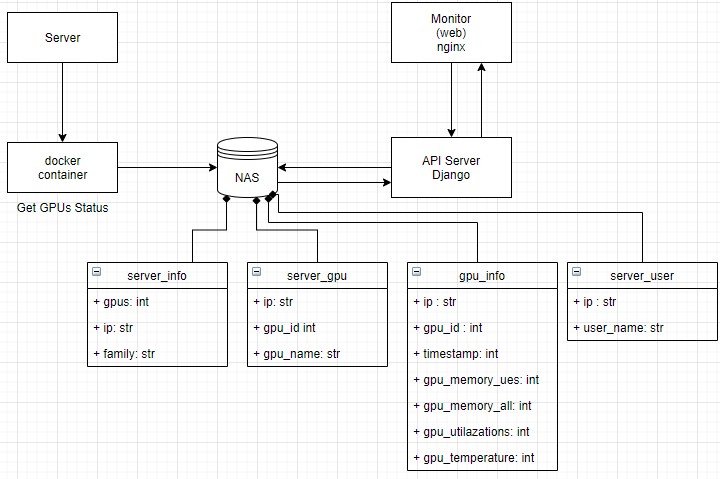 Server
Monitor
(web)
nginx
docker
container
Get GPUs Status
NAS
API Server
Django
server_info
+ gpus: int
+ ip: str
+ family: str
server_gpu
+ ip: str
+ gpu_id int
+ gpu_name: str
gpu_info
+ ip : str
+ gpu_id : int
+ timestamp: int
+ gpu_memory_ues: int
+ gpu_memory_all: int
+ gpu_utilazations: int
+ gpu_temperature: int
server_user
+ ip : str
+ user_name: str